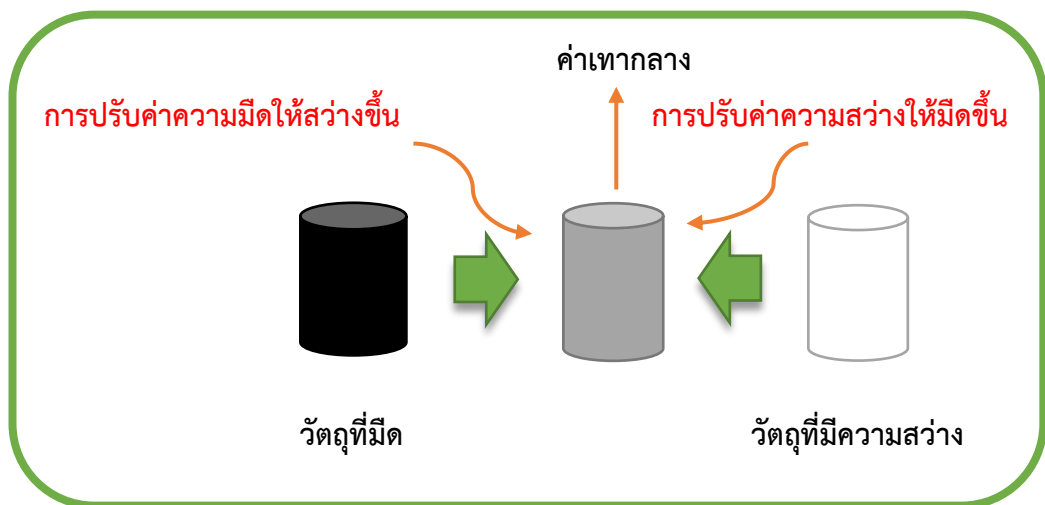 ค่าเทากลาง
การปรับค่าความมืดให้สว่างขึ้น
การปรับค่าความสว่างให้มืดขึ้น
วัตถุที่มืด
วัตถุที่มีความสว่าง